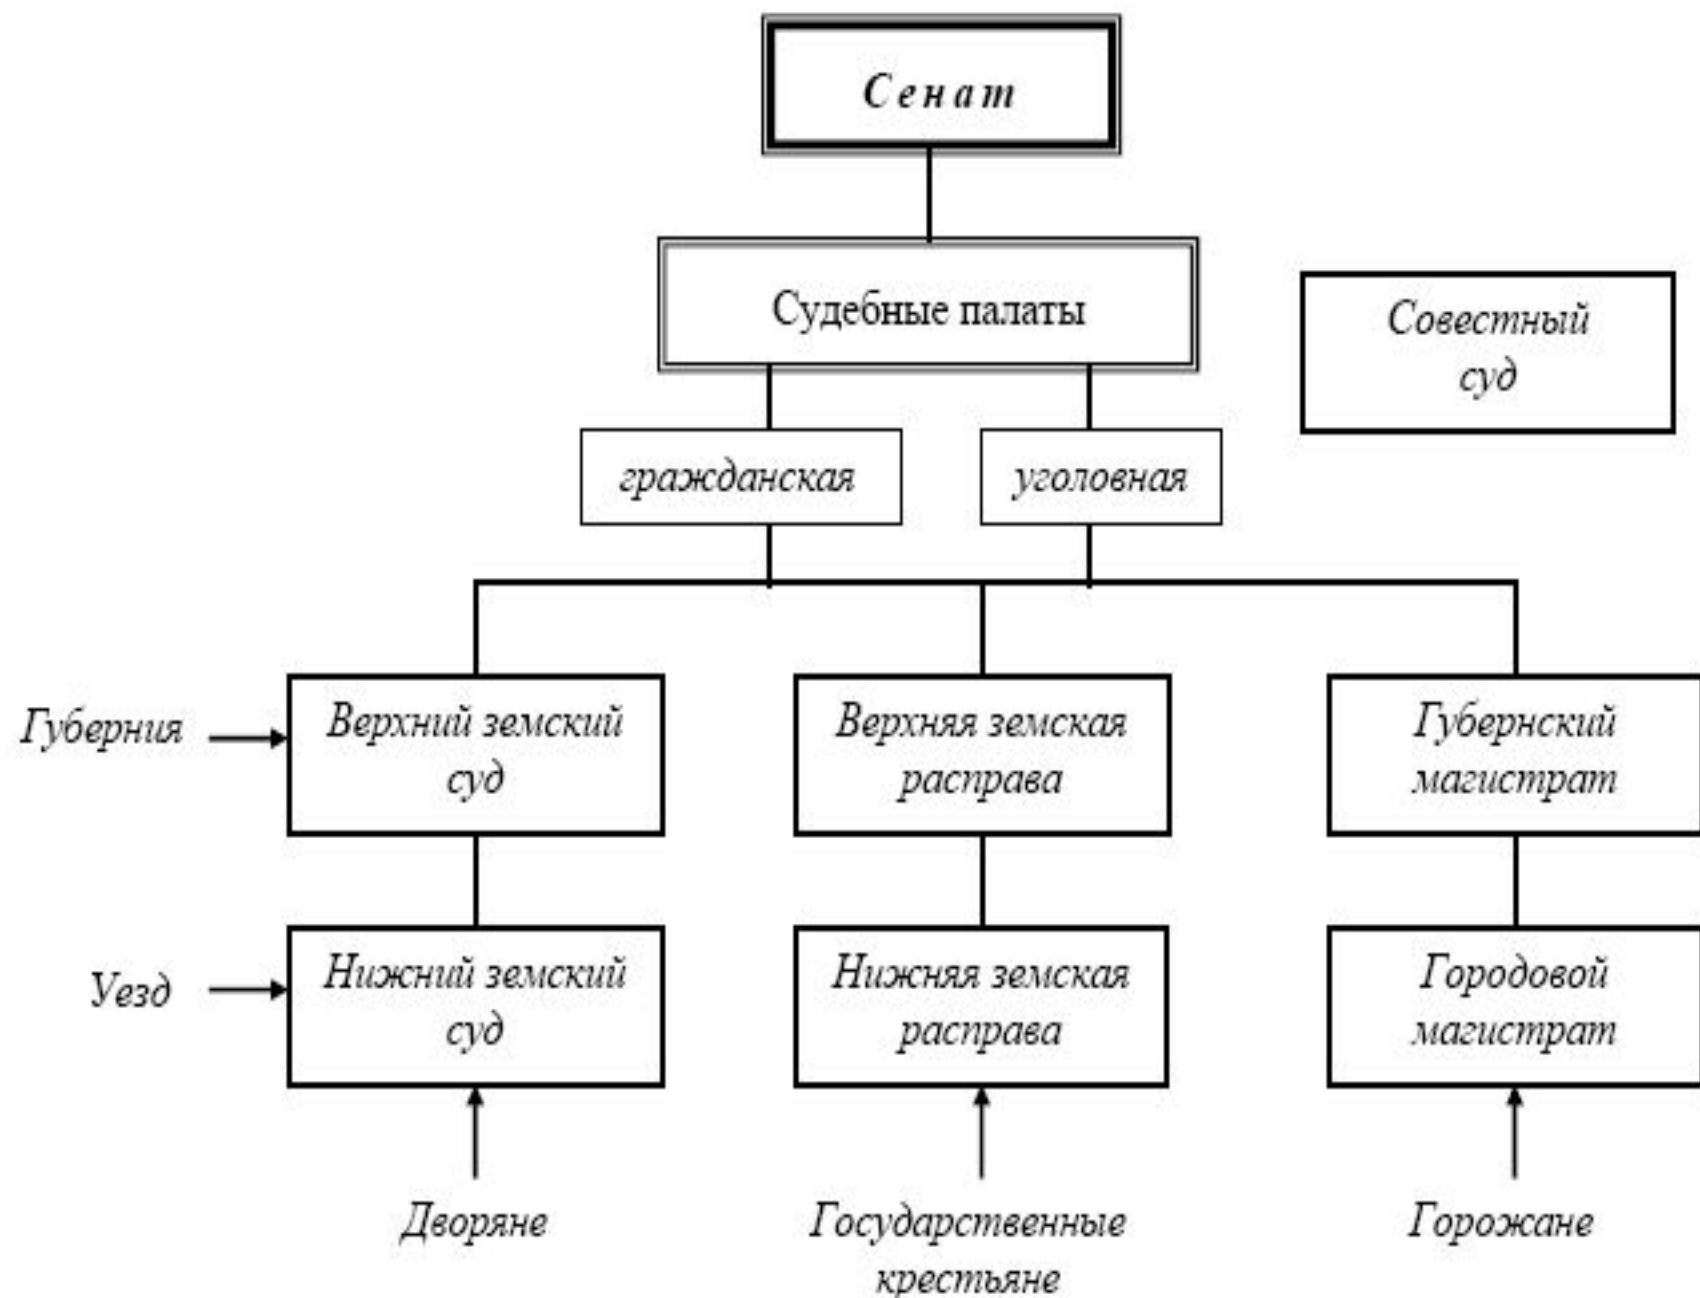 Сенат
Судебные палаты
Совестный
суд
гражданская
уголовная
Губерния
Верхний земский
суд
Верхняя земская
расправа
Губернский
магистрат
Уезд
Нижний земский
суд
Нижняя земская
расправа
Городовой
магистрат
Дворяне
Государственные
крестьяне
Горожане